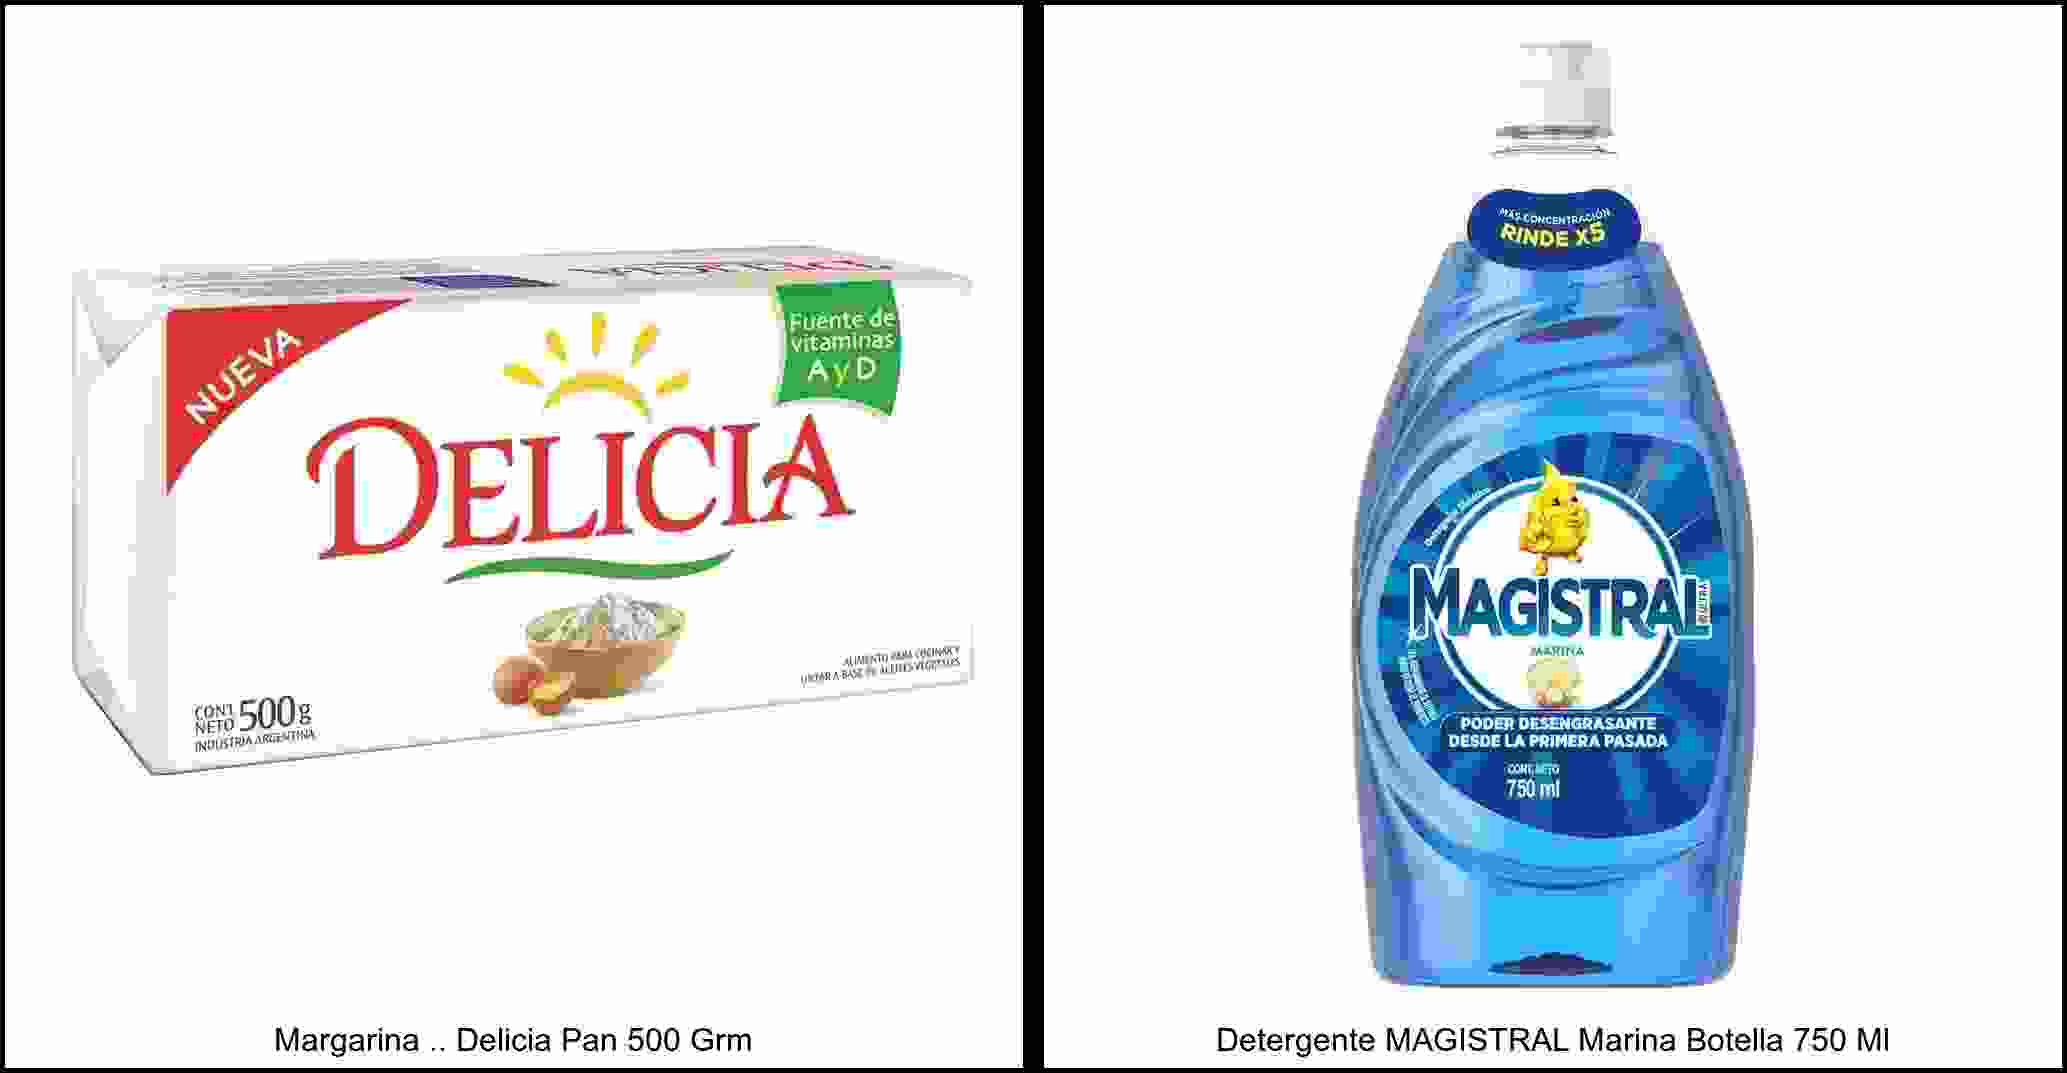 NUEVA
Fuente de
vitaminas
A y D
DELICIA
ALIMENTO PARA COCINAR Y
UNTAR A BASE DE ACEITES VEGETALES
CONT
NETO 500g
INDUSTRIA ARGENTINA
Margarina .. Delicia Pan 500 Grm
MÁS CONCENTRACIÓN
RINDE X5
MAGISTRAL
ULTRA
MARINA
PODER DESENGRASANTE
DESDE LA PRIMERA PASADA
CONT. NETO
750 ml
Detergente MAGISTRAL Marina Botella 750 Ml